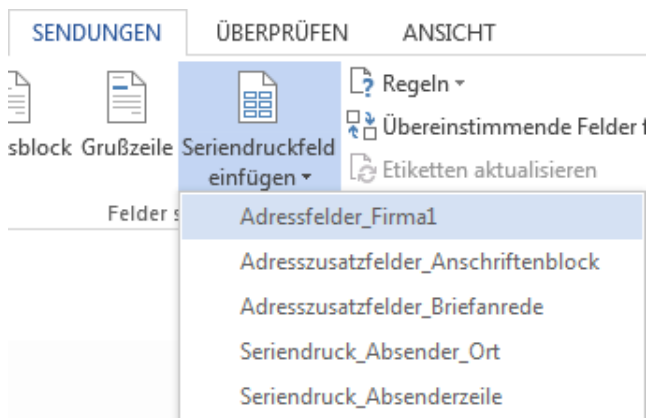 SENDUNGEN ÜBERPRÜFEN ANSICHT
Regeln
Übereinstimmende Felder
sblock Grußzeile Seriendruckfeld
einfügen
Etiketten aktualisieren
Felder s
Adressfelder_Firma1
Adresszusatzfelder_Anschriftenblock
Adresszusatzfelder_Briefanrede
Seriendruck_Absender_Ort
Seriendruck_Absenderzeile